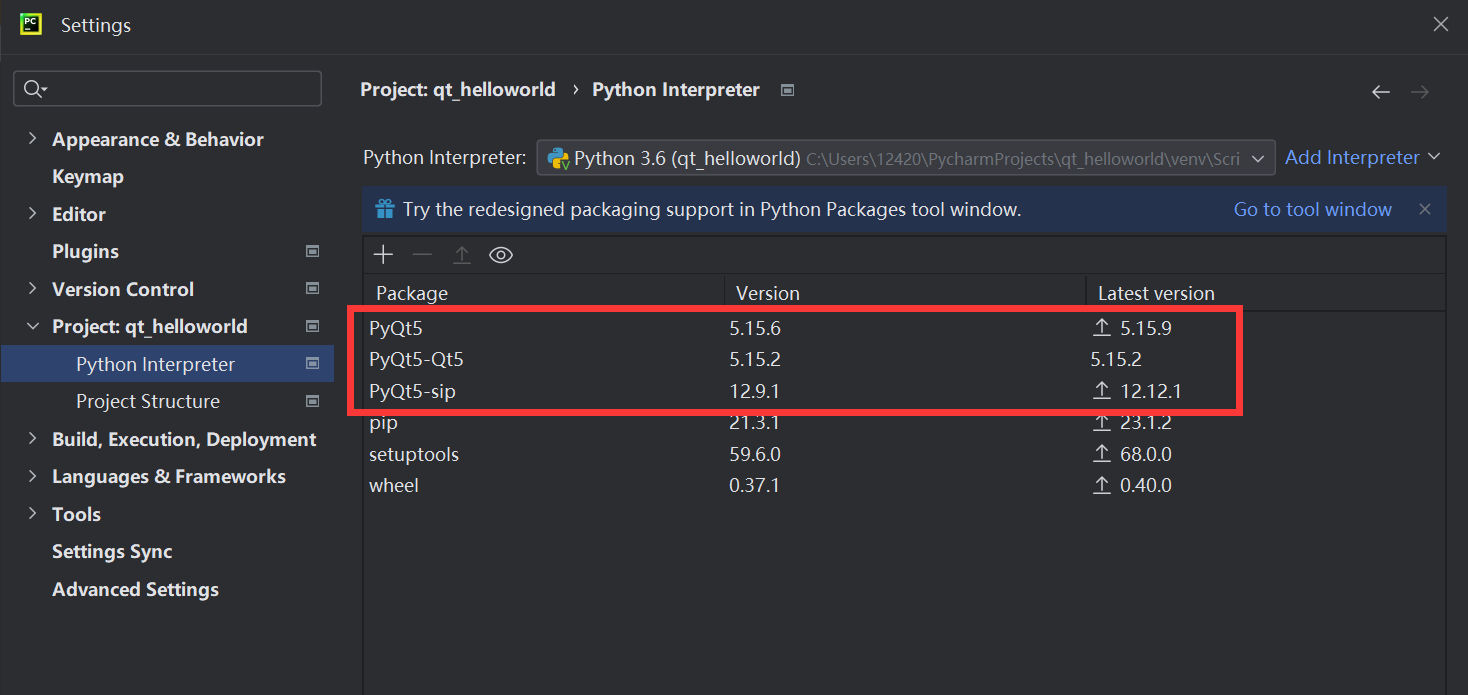 PC
Settings
Project: qt_helloworld › Python Interpreter
Appearance & Behavior
Keymap
Editor
Plugins
Version Control
Project: qt_helloworld
Python Interpreter
Project Structure
Build, Execution, Deployment
Languages & Frameworks
Tools
Settings Sync
Advanced Settings
Python Interpreter: Python 3.6 (qt_helloworld) C:\Users\12420\PycharmProjects\qt_helloworld\venv\Scri Add Interpreter
Try the redesigned packaging support in Python Packages tool window. Go to tool window
Package Version Latest version
PyQt5 5.15.6 5.15.9
PyQt5-Qt5 5.15.2 5.15.2
PyQt5-sip 12.9.1 12.12.1
pip 21.3.1 23.1.2
setuptools 59.6.0 68.0.0
wheel 0.37.1 0.40.0